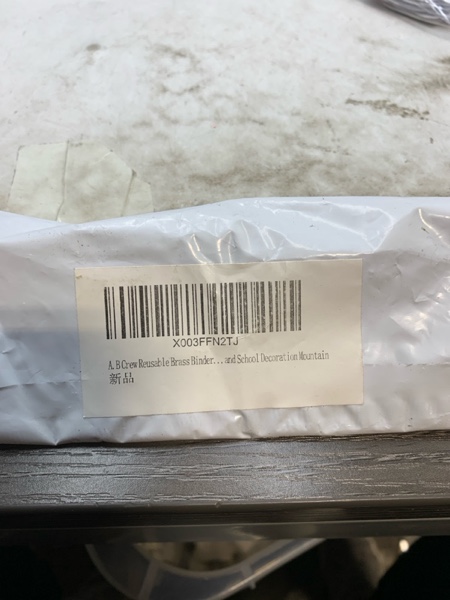 X003FFN2TJ
A.B Crew Reusable Brass Binder... and School Decoration Mountain
新品